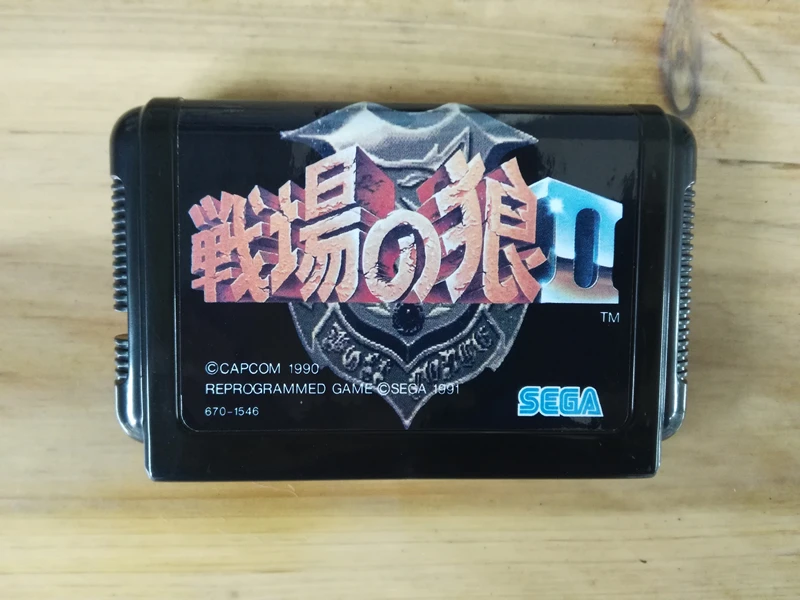 戦場の狼II
TM
©CAPCOM 1990
REPROGRAMMED GAME ©SEGA 1991
670-1546
SEGA